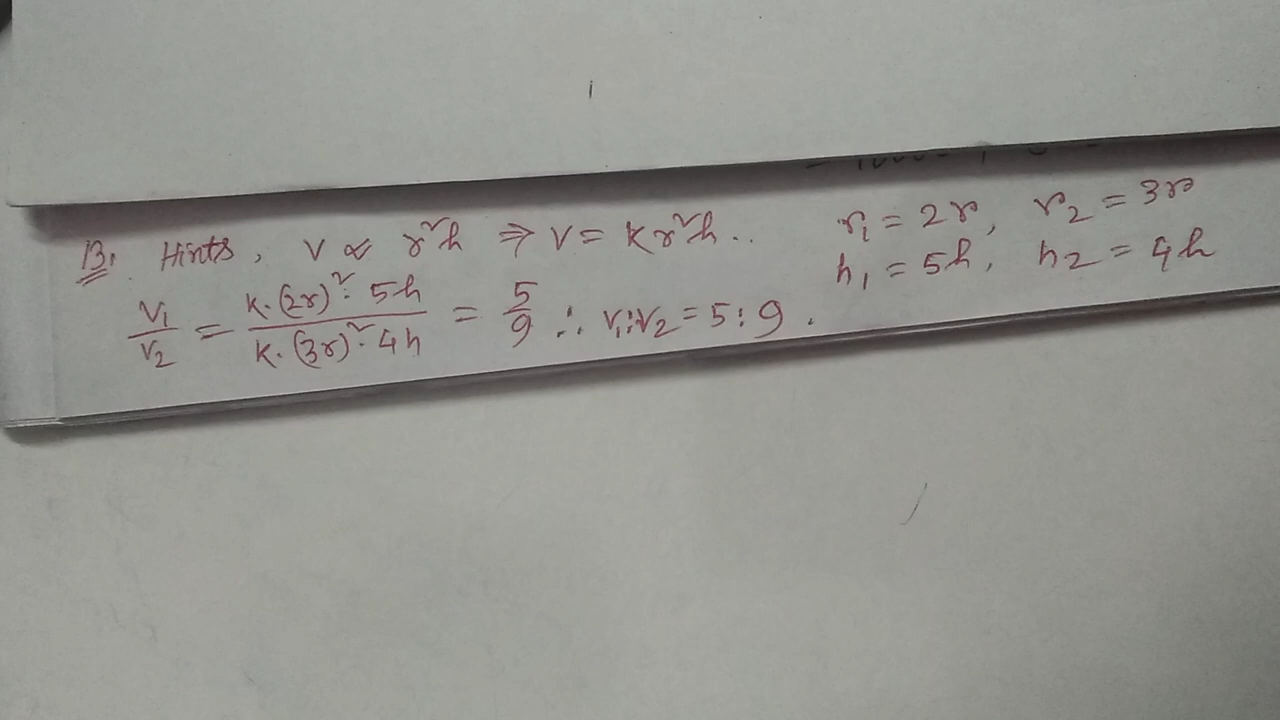 13. Hints, V ∝ r²h ⇒ V = Kr²h.. r₁ = 2r, r₂ = 3r
h₁ = 5h, h₂ = 4h
V₁/V₂ = K.(2r)².5h / K.(3r)².4h = 5/9 ∴ V₁:V₂ = 5:9.